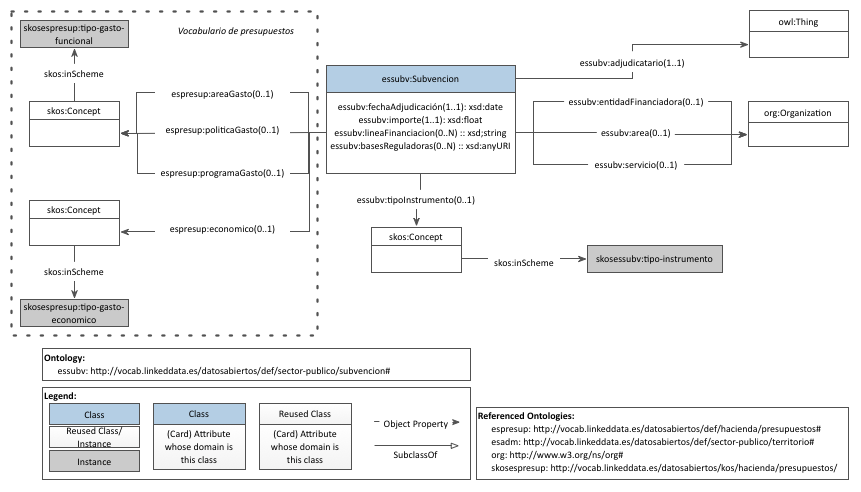 skosespresup:tipo-gasto-
funcional
Vocabulario de presupuestos
skos:inScheme
skos:Concept
espresup:areaGasto(0..1)
espresup:politicaGasto(0..1)
espresup:programaGasto(0..1)
skos:Concept
espresup:economico(0..1)
skos:inScheme
skosespresup:tipo-gasto-
economico
essubv:Subvencion
essubv:fechaAdjudicación(1..1): xsd:date
essubv:importe(1..1): xsd:float
essubv:lineaFinanciacion(0..N) :: xsd;string
essubv:basesReguladoras(0..N) :: xsd:anyURI
owl:Thing
essubv:adjudicatario(1..1)
essubv:entidadFinanciadora(0..1)
org:Organization
essubv:area(0..1)
essubv:servicio(0..1)
essubv:tipoInstrumento(0..1)
skos:Concept
skos:inScheme
skosessubv:tipo-instrumento
Ontology:
essubv: http://vocab.linkeddata.es/datosabiertos/def/sector-publico/subvencion#
Legend:
Class
Reused Class/
Instance
Instance
Class
(Card) Attribute
whose domain is
this class
Reused Class
(Card) Attribute
whose domain is
this class
Object Property
SubclassOf
Referenced Ontologies:
espresup: http://vocab.linkeddata.es/datosabiertos/def/hacienda/presupuestos#
esadm: http://vocab.linkeddata.es/datosabiertos/def/sector-publico/territorio#
org: http://www.w3.org/ns/org#
skosespresup: http://vocab.linkeddata.es/datosabiertos/kos/hacienda/presupuestos/